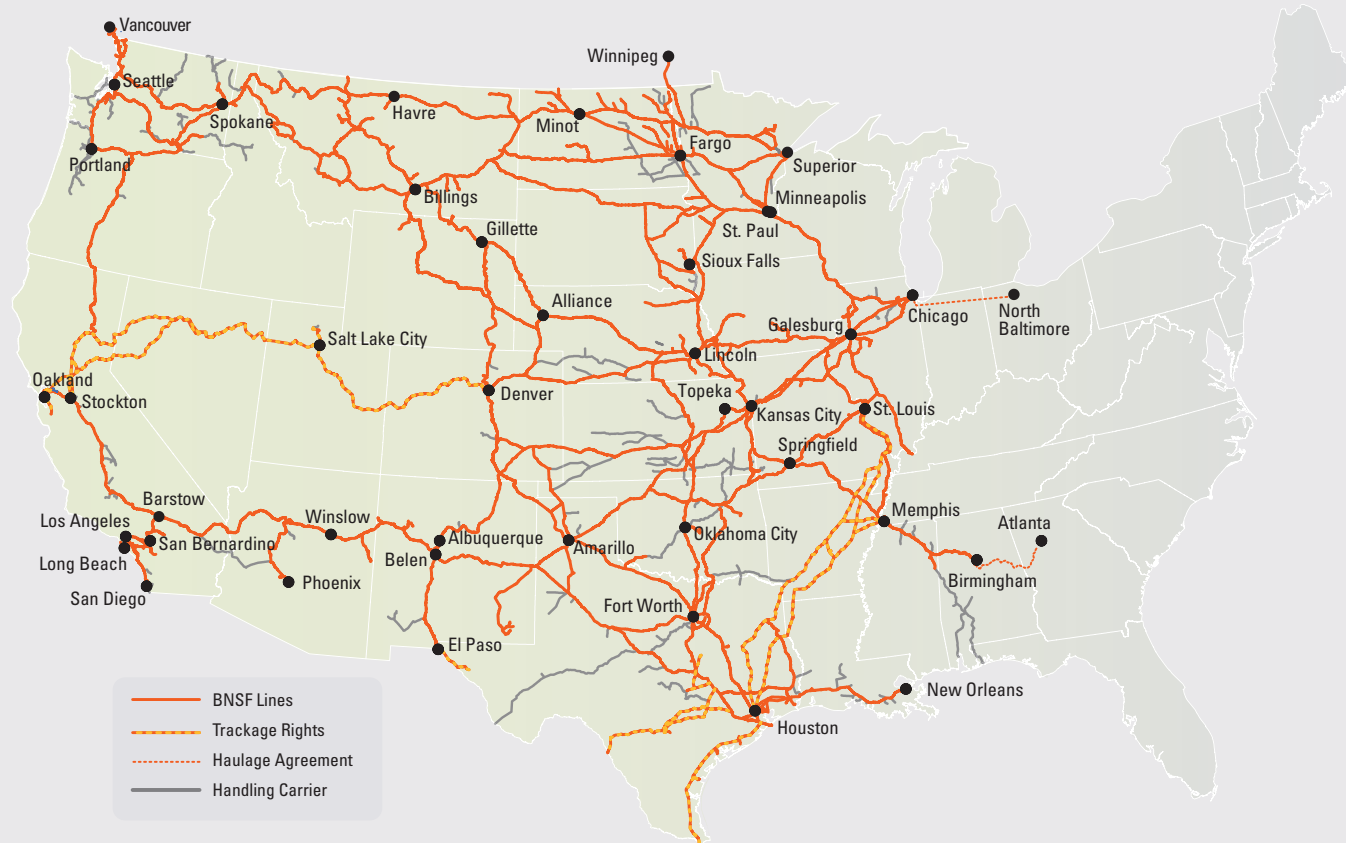 Vancouver
Winnipeg
Seattle
Spokane
Havre
Minot
Fargo
Portland
Superior
Billings
Minneapolis
St. Paul
Gillette
Sioux Falls
Alliance
Chicago
North
Baltimore
Galesburg
Salt Lake City
Lincoln
Oakland
Stockton
Denver
Topeka
Kansas City
St. Louis
Springfield
Barstow
Los Angeles
Winslow
Memphis
Atlanta
San Bernardino
Albuquerque
Amarillo
Oklahoma City
Long Beach
Belen
Phoenix
Birmingham
San Diego
Fort Worth
El Paso
New Orleans
Houston
BNSF Lines
Trackage Rights
Haulage Agreement
Handling Carrier